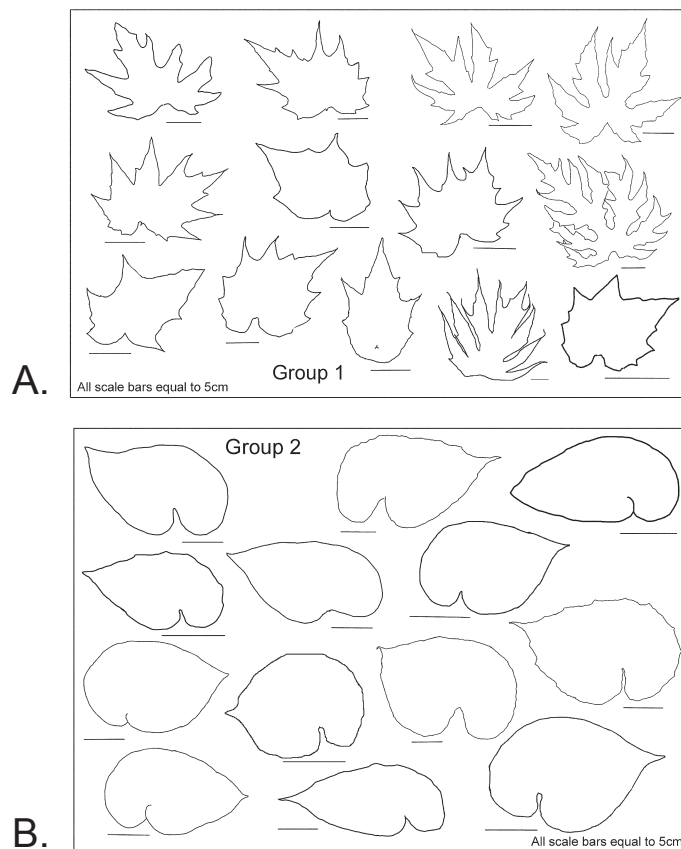 Group 1
A.
All scale bars equal to 5cm
Group 2
B.
All scale bars equal to 5cm